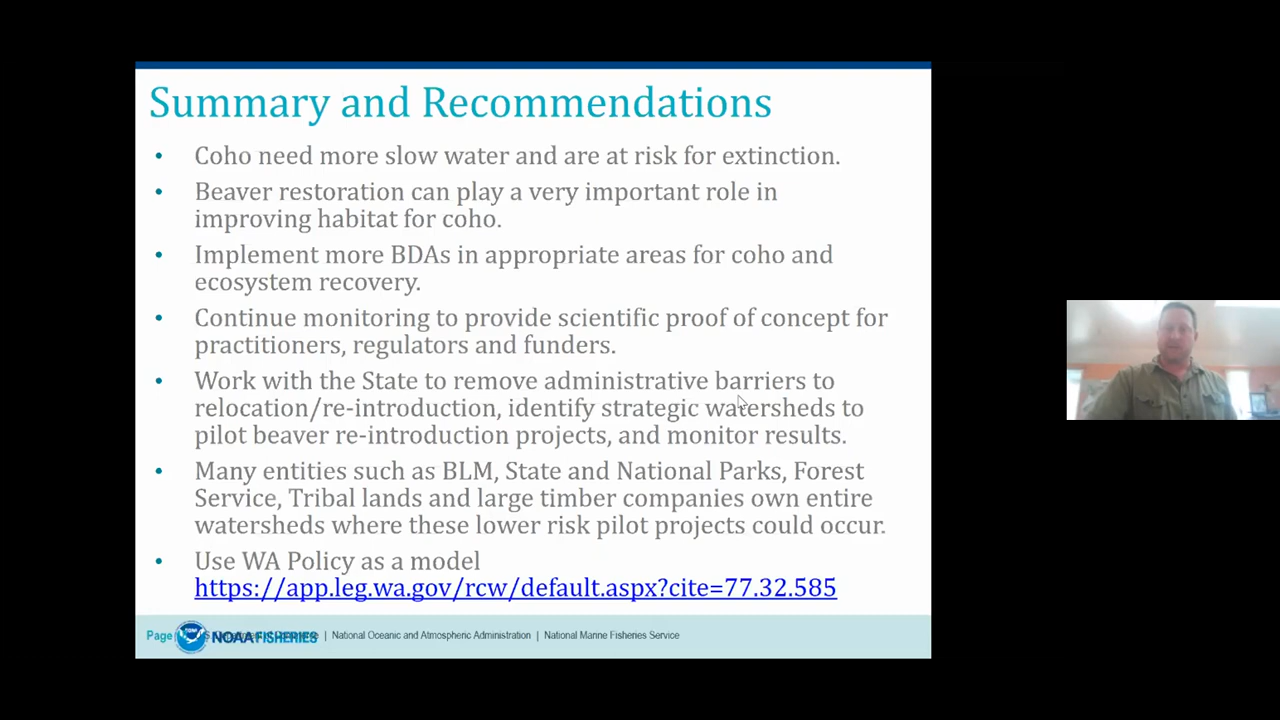 Summary and Recommendations
• Coho need more slow water and are at risk for extinction.
• Beaver restoration can play a very important role in
improving habitat for coho.
• Implement more BDAs in appropriate areas for coho and
ecosystem recovery.
• Continue monitoring to provide scientific proof of concept for
practitioners, regulators and funders.
• Work with the State to remove administrative barriers to
relocation/re-introduction, identify strategic watersheds to
pilot beaver re-introduction projects, and monitor results.
• Many entities such as BLM, State and National Parks, Forest
Service, Tribal lands and large timber companies own entire
watersheds where these lower risk pilot projects could occur.
• Use WA Policy as a model
https://app.leg.wa.gov/rcw/default.aspx?cite=77.32.585
Page NOAA FISHERIES | National Oceanic and Atmospheric Administration | National Marine Fisheries Service